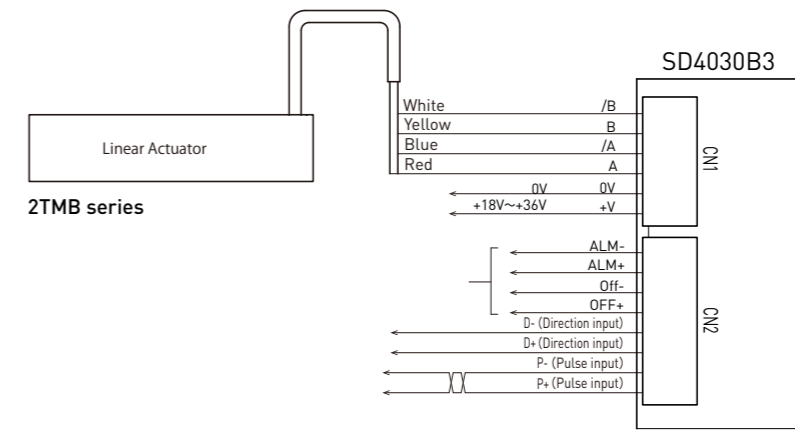 SD4030B3
White /B
Yellow B
Blue /A
Red A
0V 0V
+18V～+36V +V
CN1
Linear Actuator
2TMB series
ALM-
ALM+
Off-
OFF+
D- (Direction input)
D+ (Direction input)
P- (Pulse input)
P+ (Pulse input)
CN2